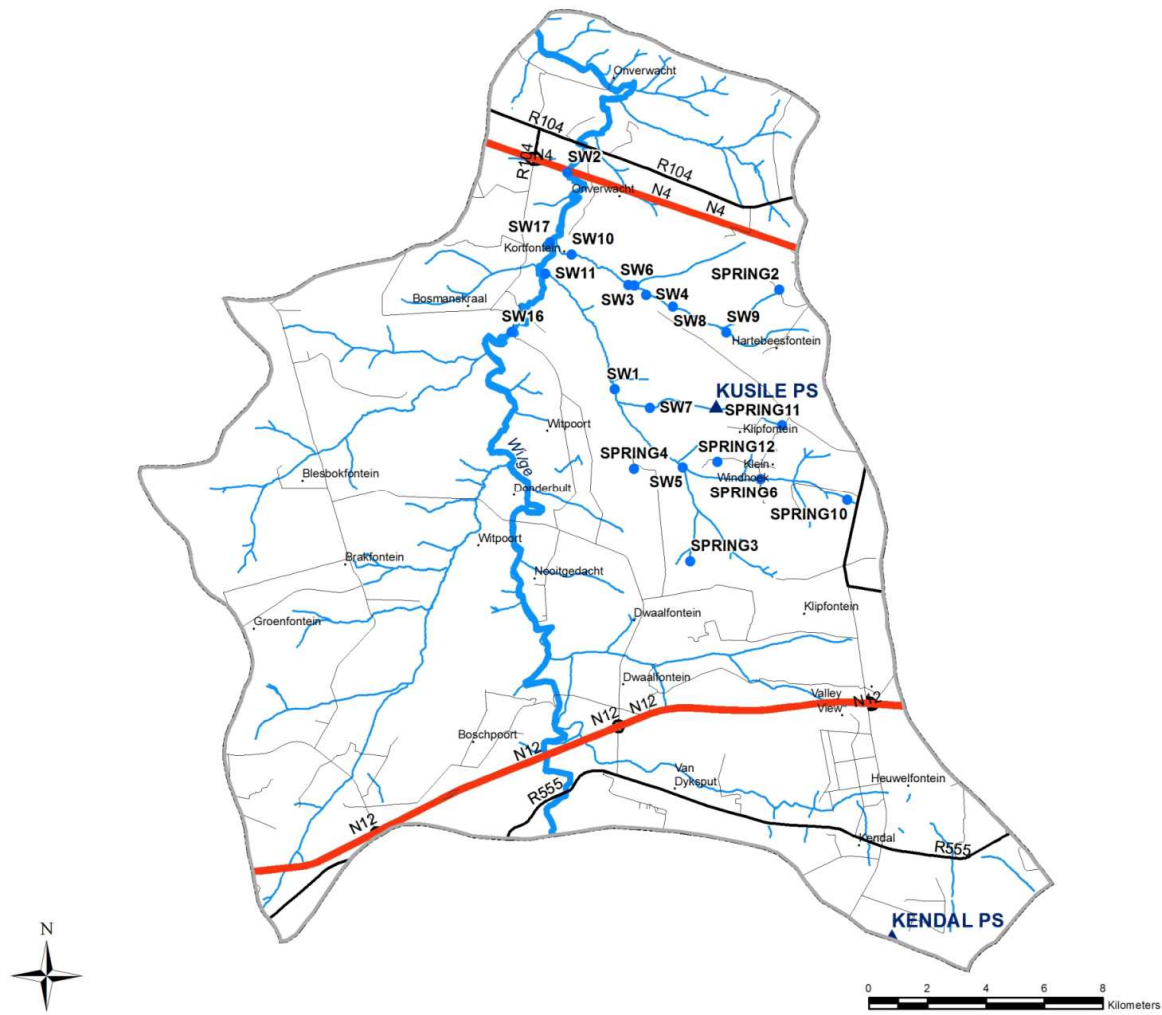 Onverwacht
R104
R104
N4
SW2
R104
N4
Onverwacht
N4
SW17
SW10
Kortfontein
SW11
SW6
SPRING2
Bosmanskraal
SW3
SW4
SW16
SW8
SW9
Hartebeesfontein
SW1
KUSILE PS
SW7
SPRING11
Witpoort
Klipfontein
Wilge
SPRING4
SPRING12
Blesbokfontein
SW5
Klein
Windhoek
Donderbult
SPRING6
SPRING10
Witpoort
SPRING3
Brakfontein
Nooitgedacht
Groenfontein
Dwaalfontein
Klipfontein
Dwaalfontein
Valley
View
N12
N12
N12
Boschpoort
N12
Van
Dyksput
Heuwelfontein
R555
N12
Kendal
R555
KENDAL PS
N
0 2 4 6 8
Kilometers